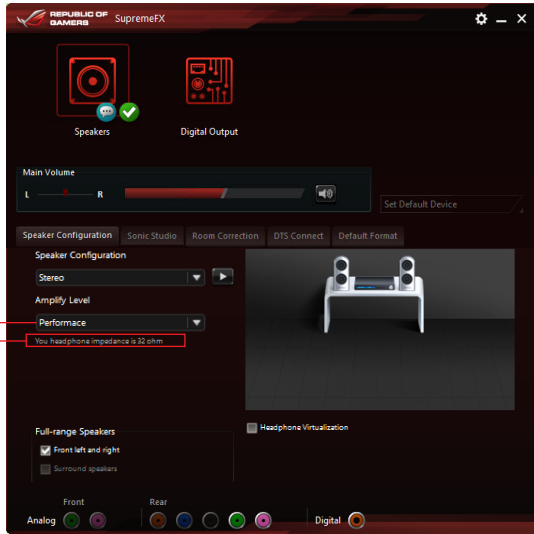 REPUBLIC OF
GAMERS
SupremeFX
Speakers
Digital Output
Main Volume
L R
Set Default Device
Speaker Configuration Sonic Studio Room Correction DTS Connect Default Format
Speaker Configuration
Stereo
Amplify Level
Performace
You headphone impedance is 32 ohm
Headphone Virtualization
Full-range Speakers
Front left and right
Surround speakers
Front Rear
Analog Digital